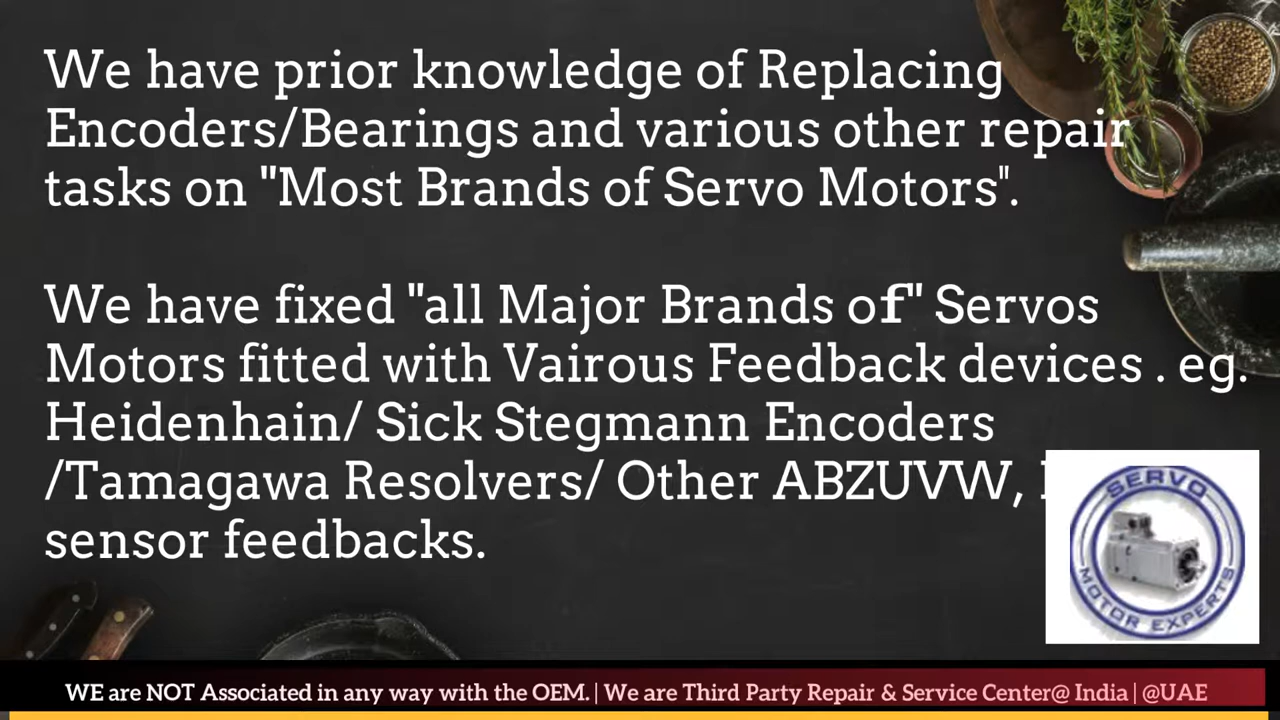 We have prior knowledge of Replacing
Encoders/Bearings and various other repair
tasks on "Most Brands of Servo Motors".
We have fixed "all Major Brands of" Servos
Motors fitted with Vairous Feedback devices . eg.
Heidenhain/ Sick Stegmann Encoders
/Tamagawa Resolvers/ Other ABZUVW,
sensor feedbacks.
SERVO
MOTOR EXPERTS
WE are NOT Associated in any way with the OEM. | We are Third Party Repair & Service Center@ India | @UAE